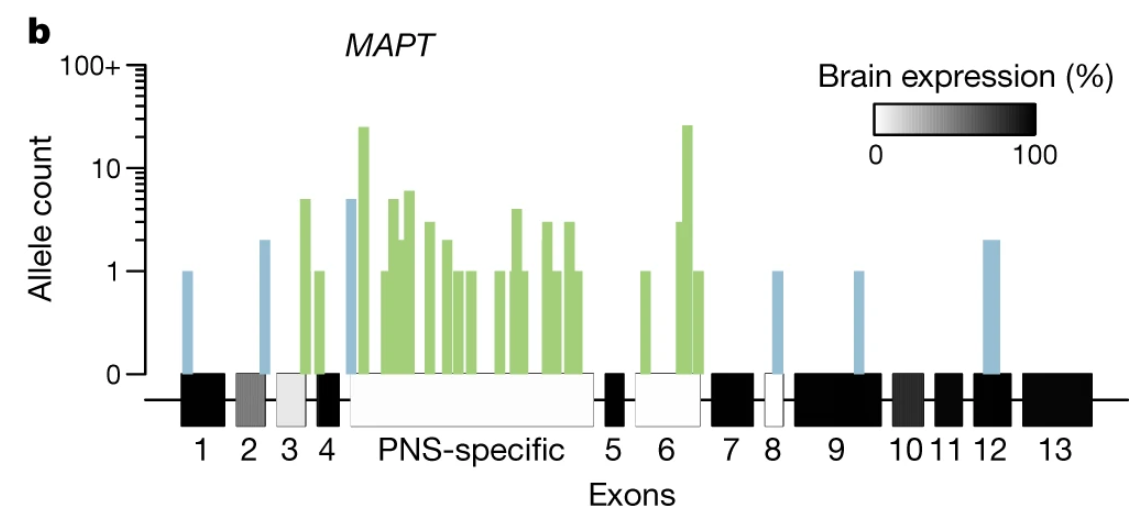 b
MAPT
100+
10
1
0
Allele count
Brain expression (%)
0 100
1 2 3 4 PNS-specific 5 6 7 8 9 10 11 12 13
Exons